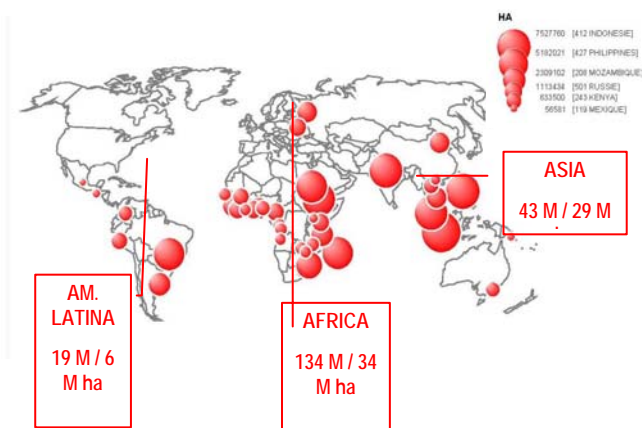 HA
7527760 [412 INDONESIE]
5182021 [427 PHILIPPINES]
2309102 [208 MOZAMBIQUE]
1113434 [501 RUSSIE]
633500 [243 KENYA]
56581 [119 MEXIQUE]
ASIA
43 M / 29 M
.
AM.
LATINA
19 M / 6
M ha
AFRICA
134 M / 34
M ha